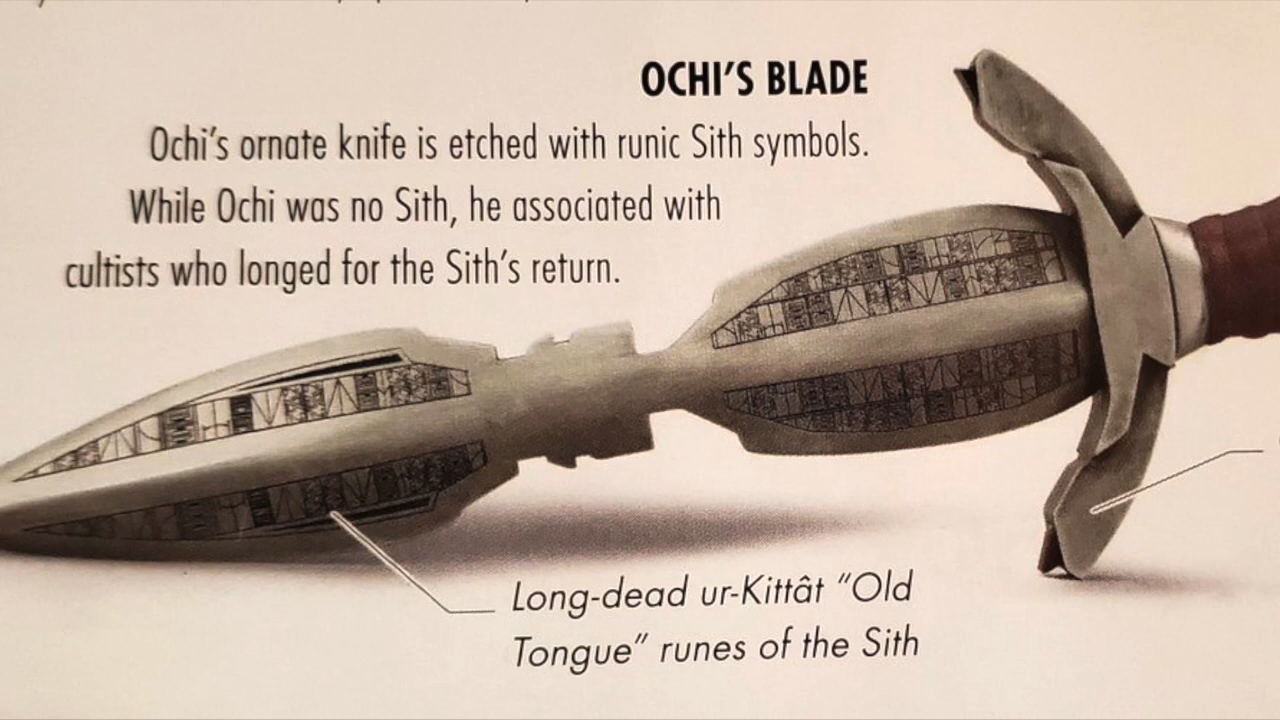 OCHI'S BLADE
Ochi's ornate knife is etched with runic Sith symbols.
While Ochi was no Sith, he associated with
cultists who longed for the Sith's return.
Long-dead ur-Kittât “Old
Tongue” runes of the Sith